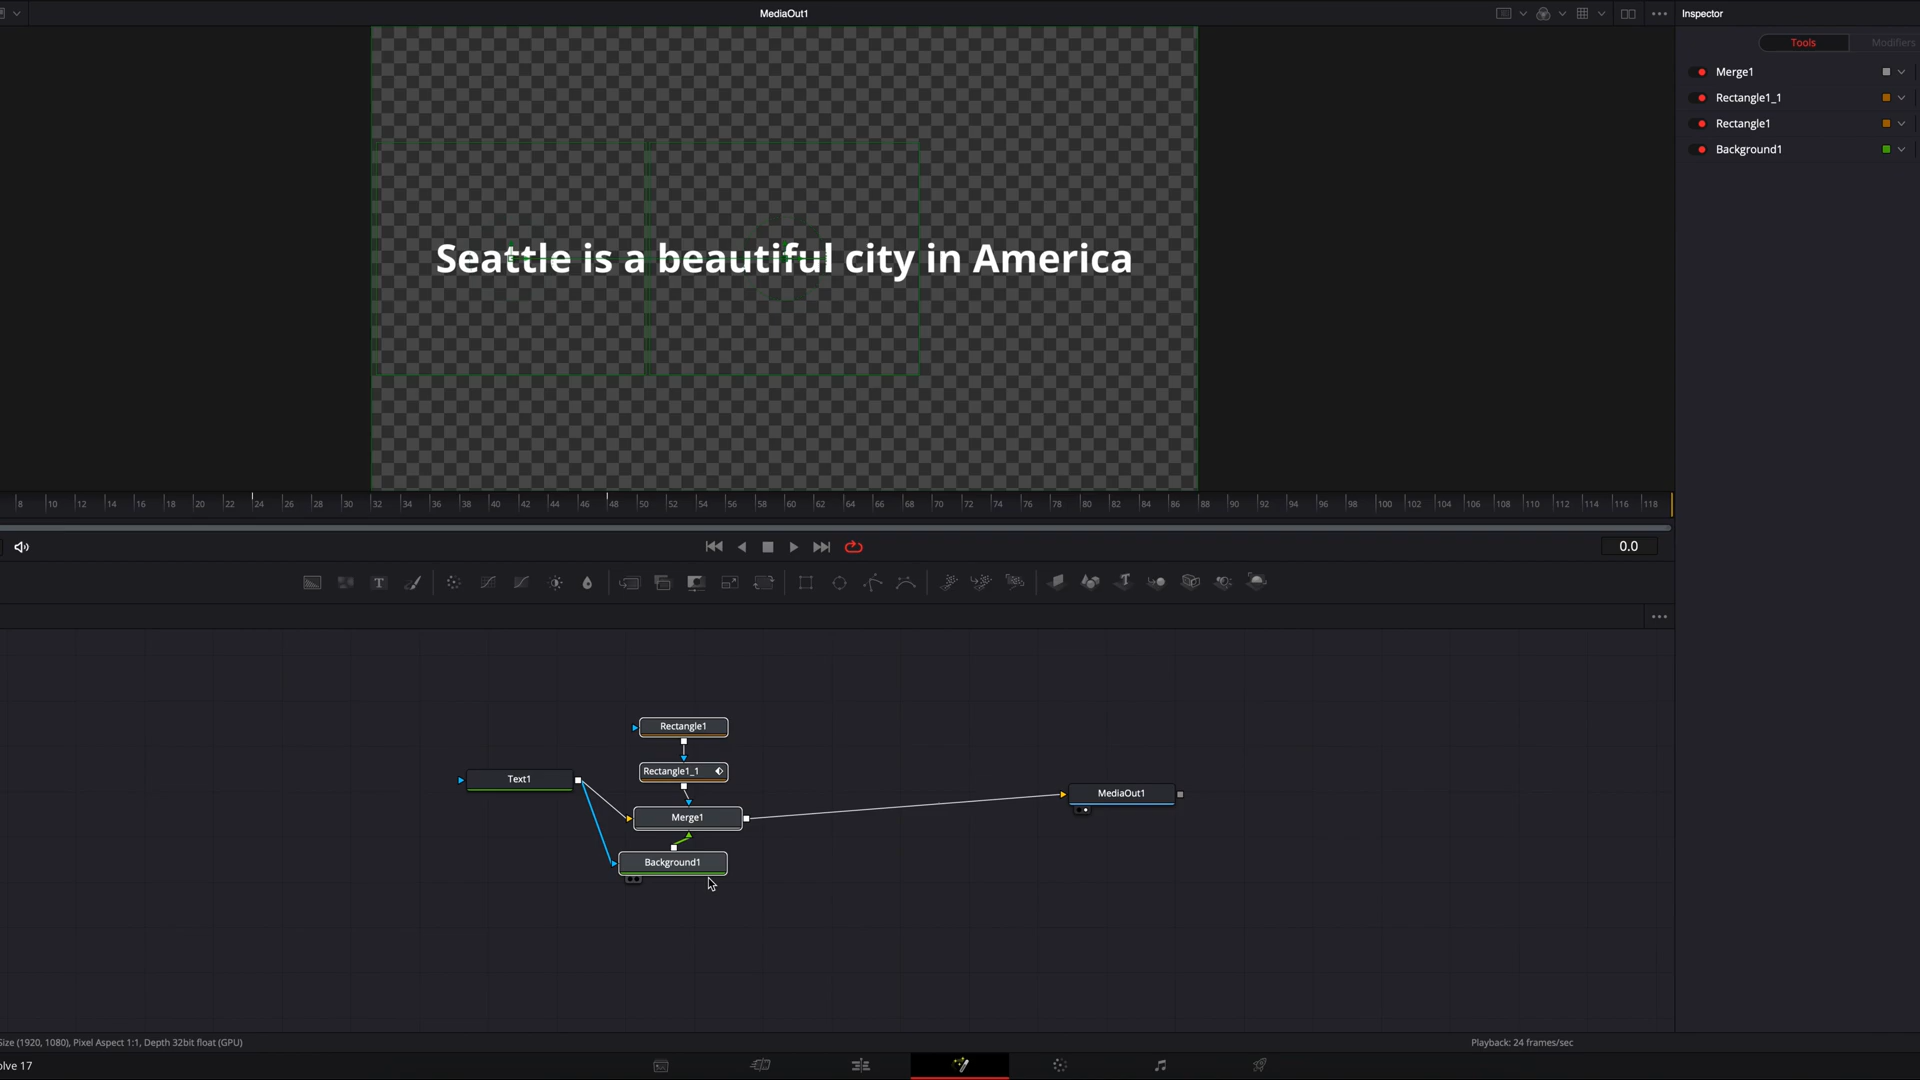 MediaOut1
Inspector
Tools
Modifiers
Merge1
Rectangle1_1
Rectangle1
Background1
Seattle is a beautiful city in America
8 10 12 14 16 18 20 22 24 26 28 30 32 34 36 38 40 42 44 46 48 50 52 54 56 58 60 62 64 66 68 70 72 74 76 78 80 82 84 86 88 90 92 94 96 98 100 102 104 106 108 110 112 114 116 118
0.0
Rectangle1
Rectangle1_1
Text1
MediaOut1
Merge1
Background1
Size (1920, 1080), Pixel Aspect 1:1, Depth 32bit float (GPU)
Playback: 24 frames/sec
olve 17